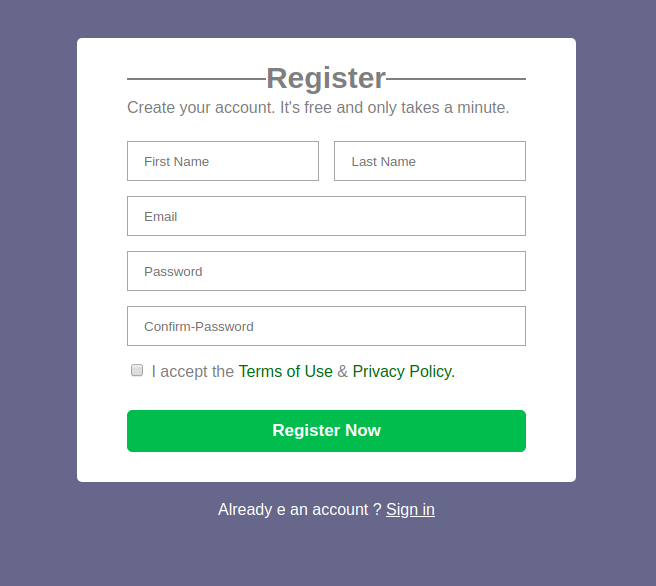 Register
Create your account. It's free and only takes a minute.
First Name Last Name
Email
Password
Confirm-Password
I accept the Terms of Use & Privacy Policy.
Register Now
Already e an account ? Sign in